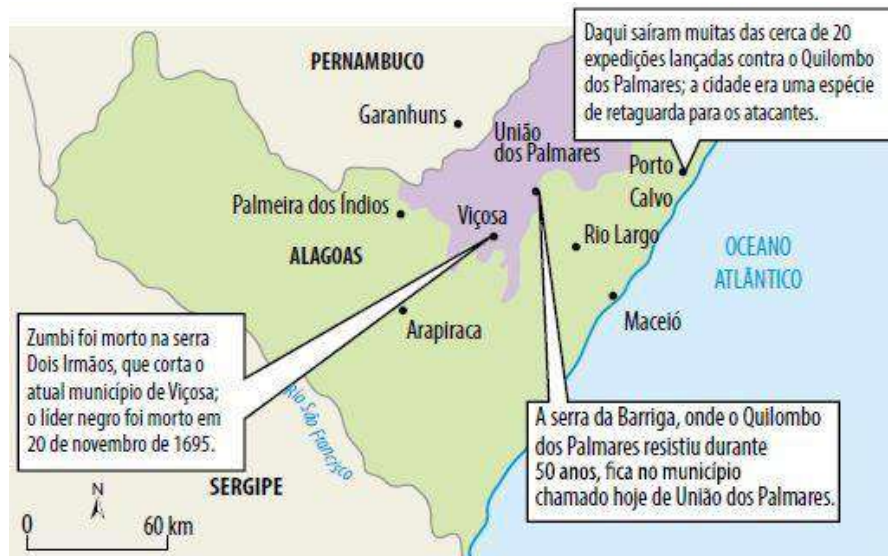 Daqui saíram muitas das cerca de 20
expedições lançadas contra o Quilombo
dos Palmares; a cidade era uma espécie
de retaguarda para os atacantes.
PERNAMBUCO
Garanhuns
União
dos Palmares
Porto
Calvo
Palmeira dos Índios
Viçosa
Rio Largo
ALAGOAS
OCEANO
ATLÂNTICO
Maceió
Arapiraca
Zumbi foi morto na serra
Dois Irmãos, que corta o
atual município de Viçosa;
o líder negro foi morto em
20 de novembro de 1695.
Rio São Francisco
A serra da Barriga, onde o Quilombo
dos Palmares resistiu durante
50 anos, fica no município
chamado hoje de União dos Palmares.
SERGIPE
N
0 60 km